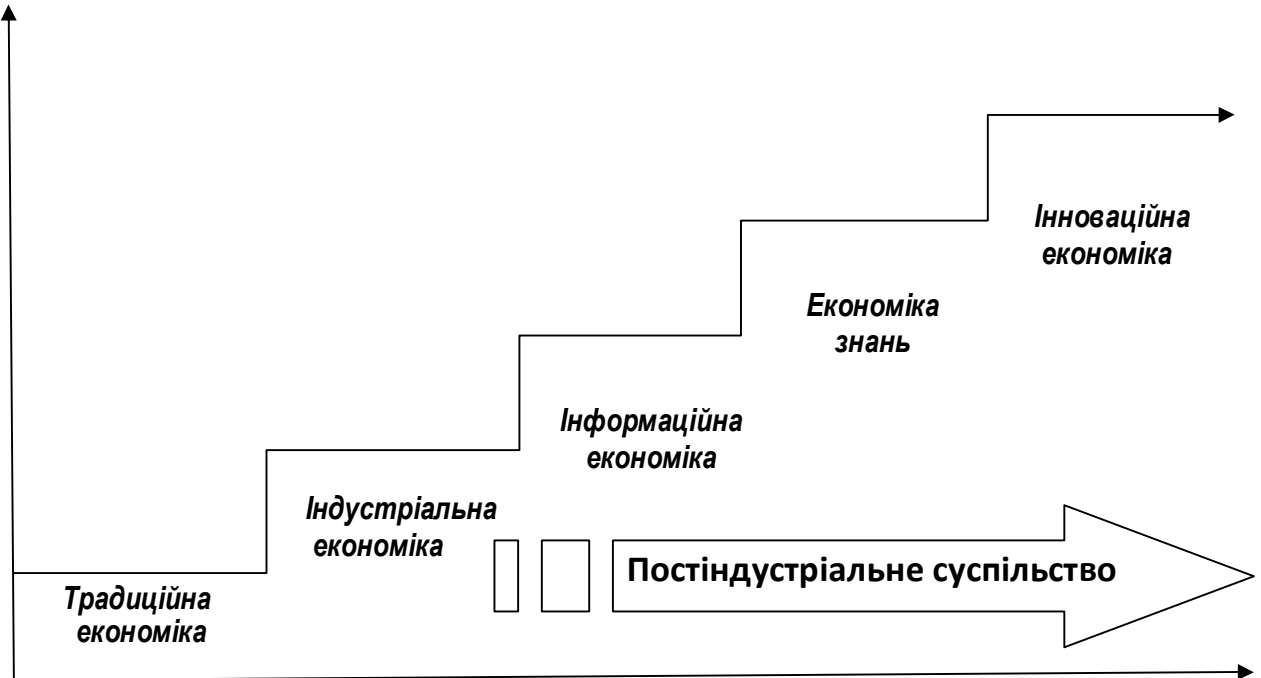 Інноваційна
економіка
Економіка
знань
Інформаційна
економіка
Індустріальна
економіка
Постіндустріальне суспільство
Традиційна
економіка